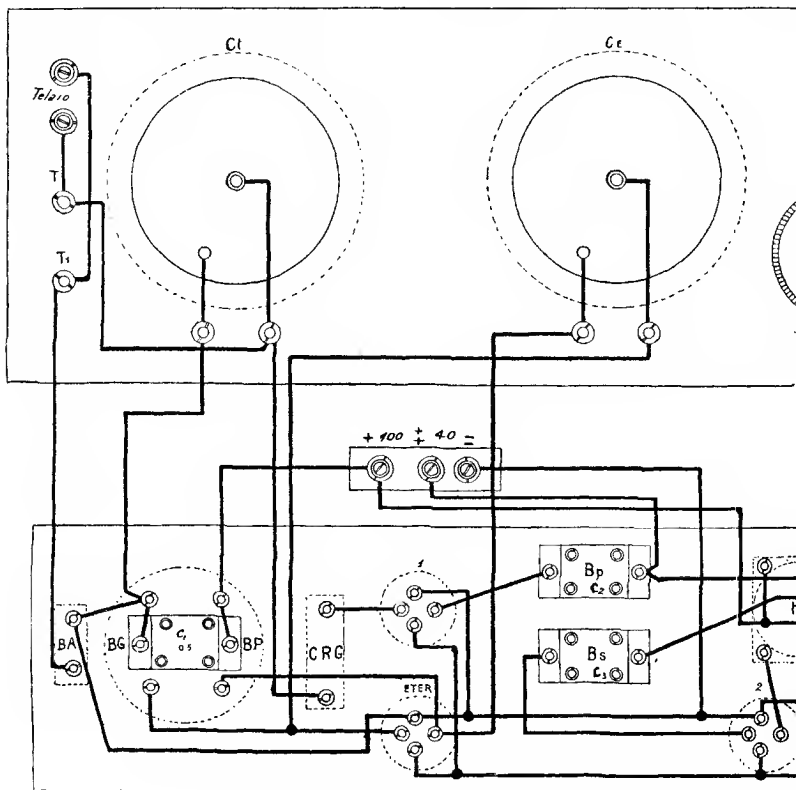 Ct
CE
Telaio
T
T1
+ 100 ‡ 40 =
1
Bp
C2
BA
BG
C1
0.5
BP
CRG
Bs
C3
ETER
2